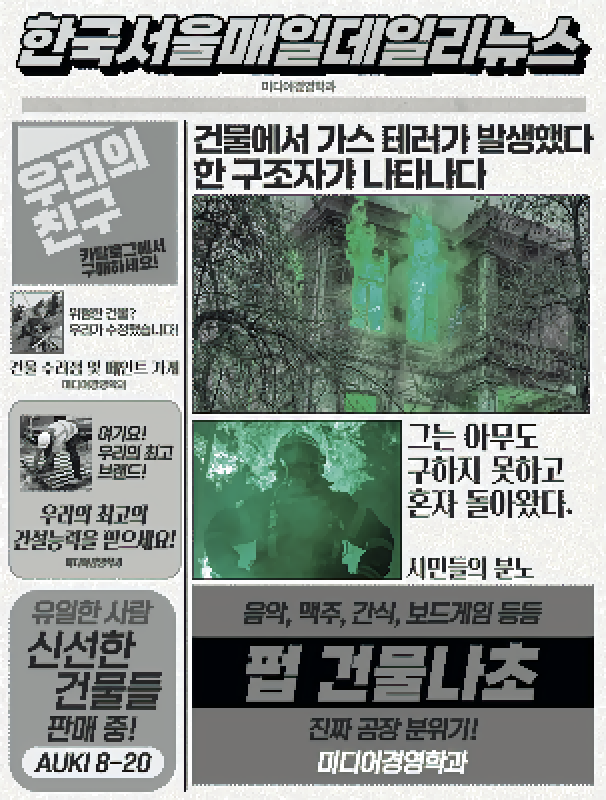 한국서울매일데일리뉴스
미디어경영학과
우리의
친구
카탈로그에서
구매하세요!
위험한 건물?
우리가 수정했습니다!
건물 수리점 및 페인트 가게
미디어경영학과
여기요!
우리의 최고
브랜드!
우리의 최고의
건설능력을 믿으세요!
미디어경영학과
유일한 사람
신선한
건물들
판매 중!
AUKI 8-20
건물에서 가스 테러가 발생했다
한 구조자가 나타나다
그는 아무도
구하지 못하고
혼자 돌아왔다.
시민들의 분노
음악, 맥주, 간식, 보드게임 등등
펍 건물나초
진짜 공장 분위기!
미디어경영학과